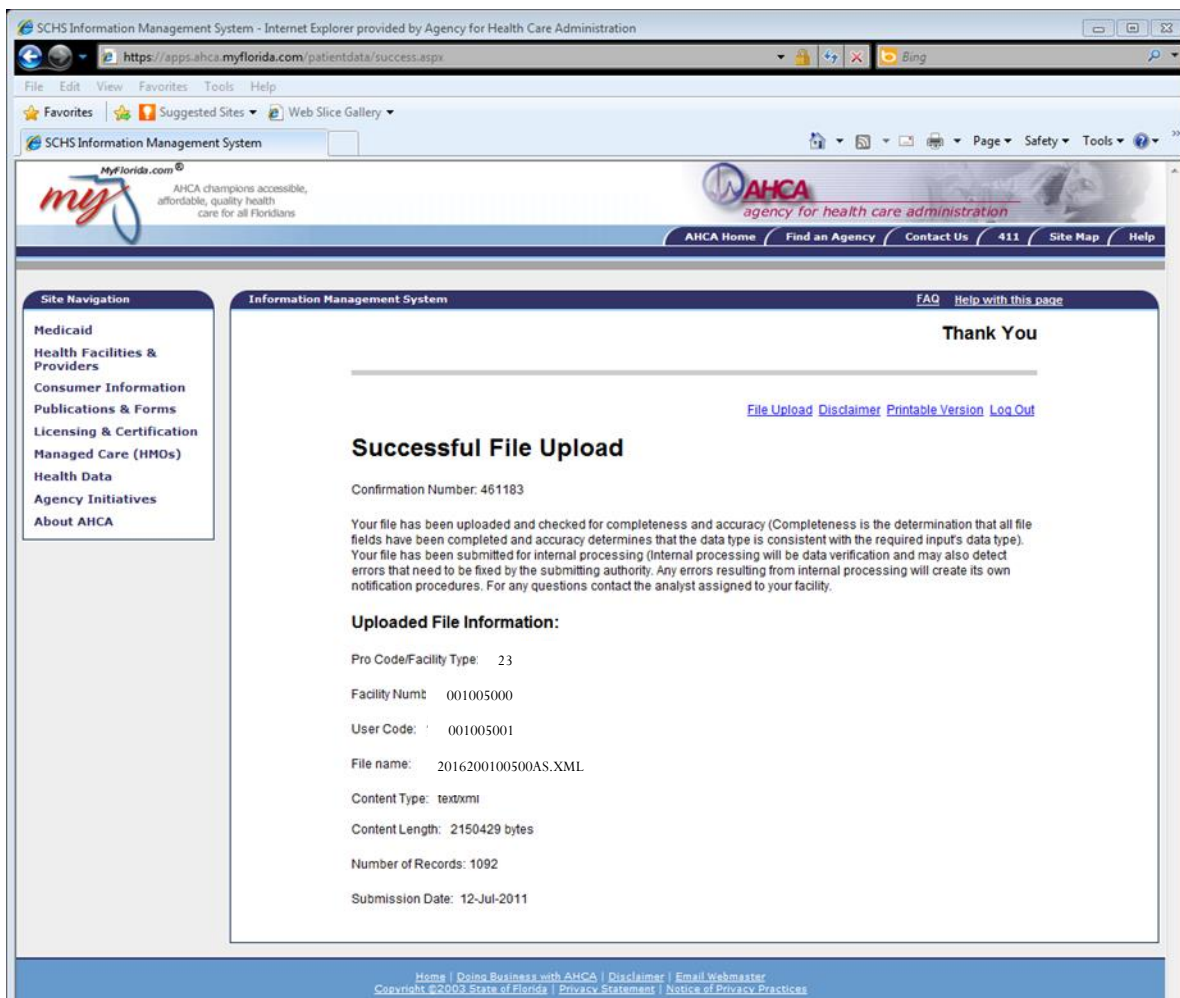 SCHS Information Management System - Internet Explorer provided by Agency for Health Care Administration
https://apps.ahca.myflorida.com/patientdata/success.aspx
Bing
File Edit View Favorites Tools Help
Favorites Suggested Sites Web Slice Gallery
SCHS Information Management System
Page Safety Tools
MyFlorida.com®
my
AHCA champions accessible,
affordable, quality health
care for all Floridians
AHCA
agency for health care administration
AHCA Home Find an Agency Contact Us 411 Site Map Help
Site Navigation
Medicaid
Health Facilities &
Providers
Consumer Information
Publications & Forms
Licensing & Certification
Managed Care (HMOs)
Health Data
Agency Initiatives
About AHCA
Information Management System FAQ Help with this page
Thank You
File Upload Disclaimer Printable Version Log Out
Successful File Upload
Confirmation Number: 461183
Your file has been uploaded and checked for completeness and accuracy (Completeness is the determination that all file
fields have been completed and accuracy determines that the data type is consistent with the required input's data type).
Your file has been submitted for internal processing (Internal processing will be data verification and may also detect
errors that need to be fixed by the submitting authority. Any errors resulting from internal processing will create its own
notification procedures. For any questions contact the analyst assigned to your facility.
Uploaded File Information:
Pro Code/Facility Type: 23
Facility Numb 001005000
User Code: 001005001
File name: 2016200100500AS.XML
Content Type: text/xml
Content Length: 2150429 bytes
Number of Records: 1092
Submission Date: 12-Jul-2011
Home | Doing Business with AHCA | Disclaimer | Email Webmaster
Copyright ©2003 State of Florida | Privacy Statement | Notice of Privacy Practices